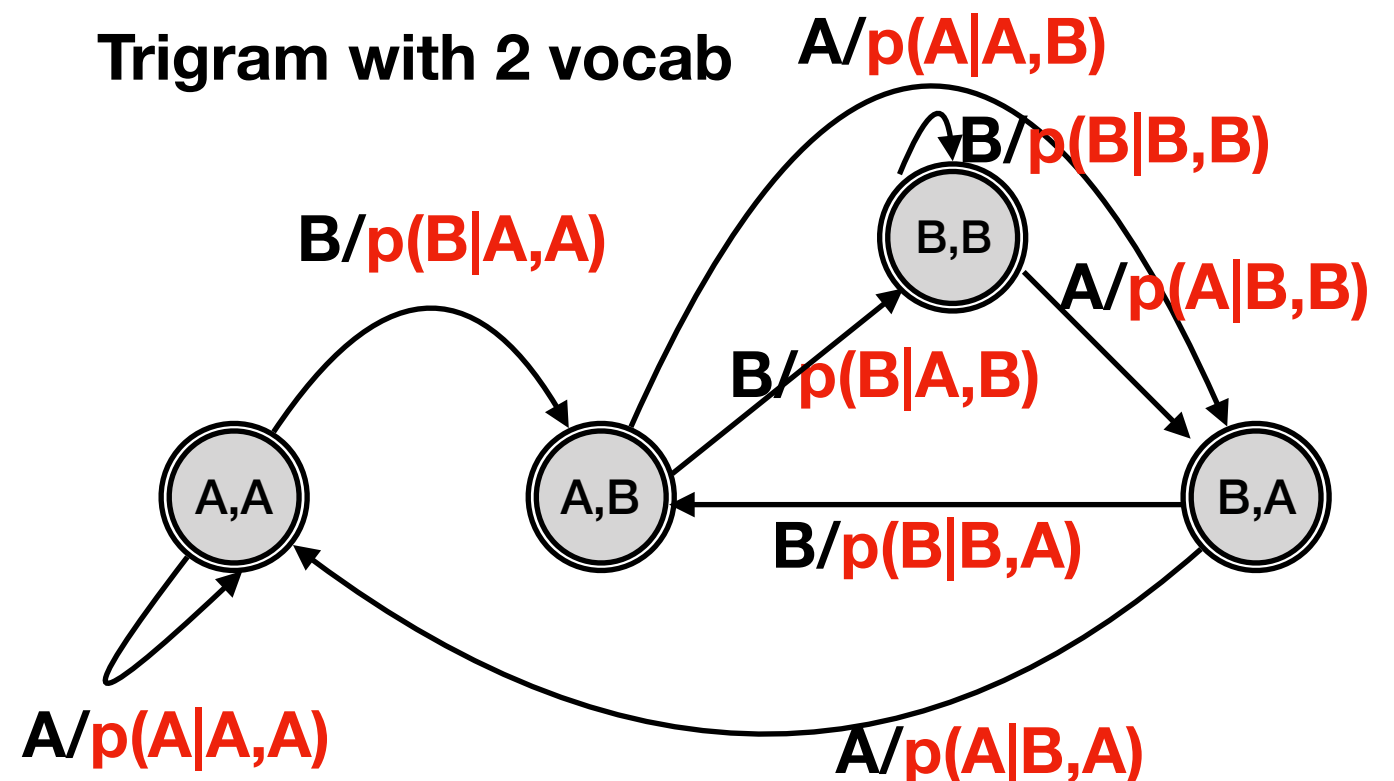 Trigram with 2 vocab
A/p(A|A,B)
B/p(B|B,B)
B/p(B|A,A)
B,B
A/p(A|B,B)
B/p(B|A,B)
A,A
A,B
B,A
B/p(B|B,A)
A/p(A|A,A)
A/p(A|B,A)